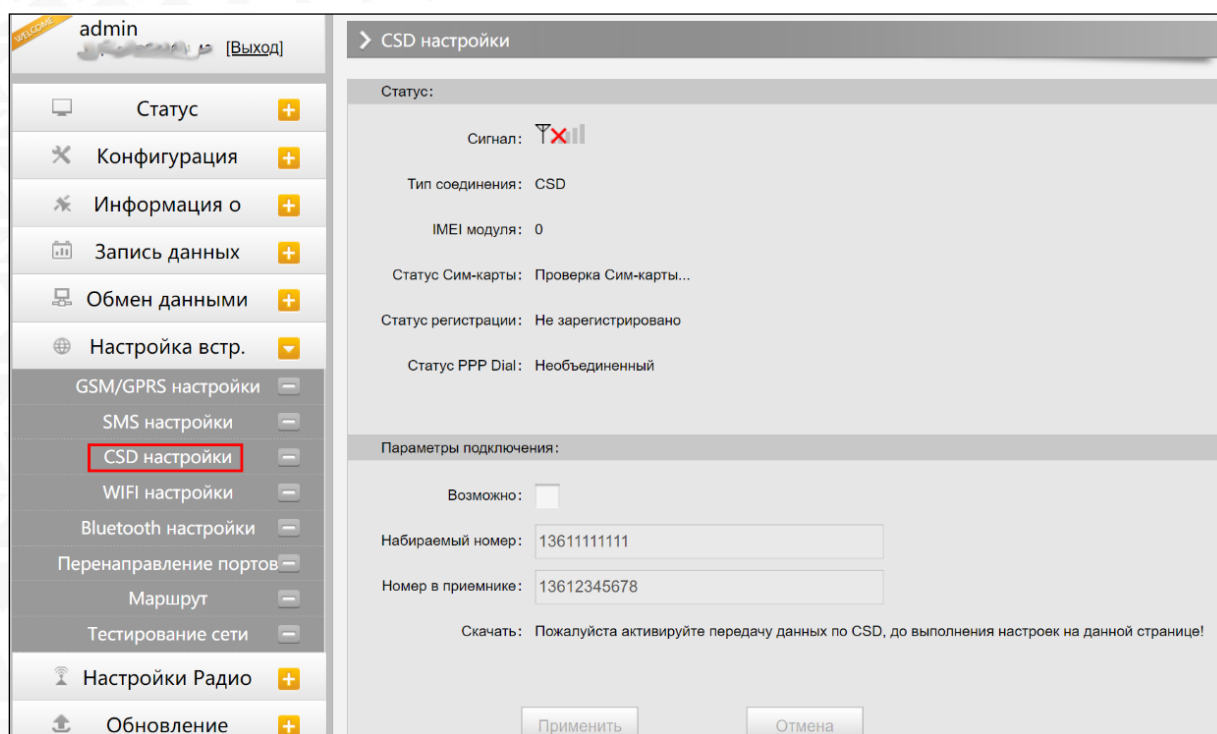 WELCOME
admin
[Выход]
Статус
Конфигурация
Информация о
Запись данных
Обмен данными
Настройка встр.
GSM/GPRS настройки
SMS настройки
CSD настройки
WIFI настройки
Bluetooth настройки
Перенаправление портов
Маршрут
Тестирование сети
Настройки Радио
Обновление
CSD настройки
Статус:
Сигнал:
Тип соединения: CSD
IMEI модуля: 0
Статус Сим-карты: Проверка Сим-карты...
Статус регистрации: Не зарегистрировано
Статус PPP Dial: Необъединенный
Параметры подключения:
Возможно:
Набираемый номер: 13611111111
Номер в приемнике: 13612345678
Скачать: Пожалуйста активируйте передачу данных по CSD, до выполнения настроек на данной странице!
Применить Отмена